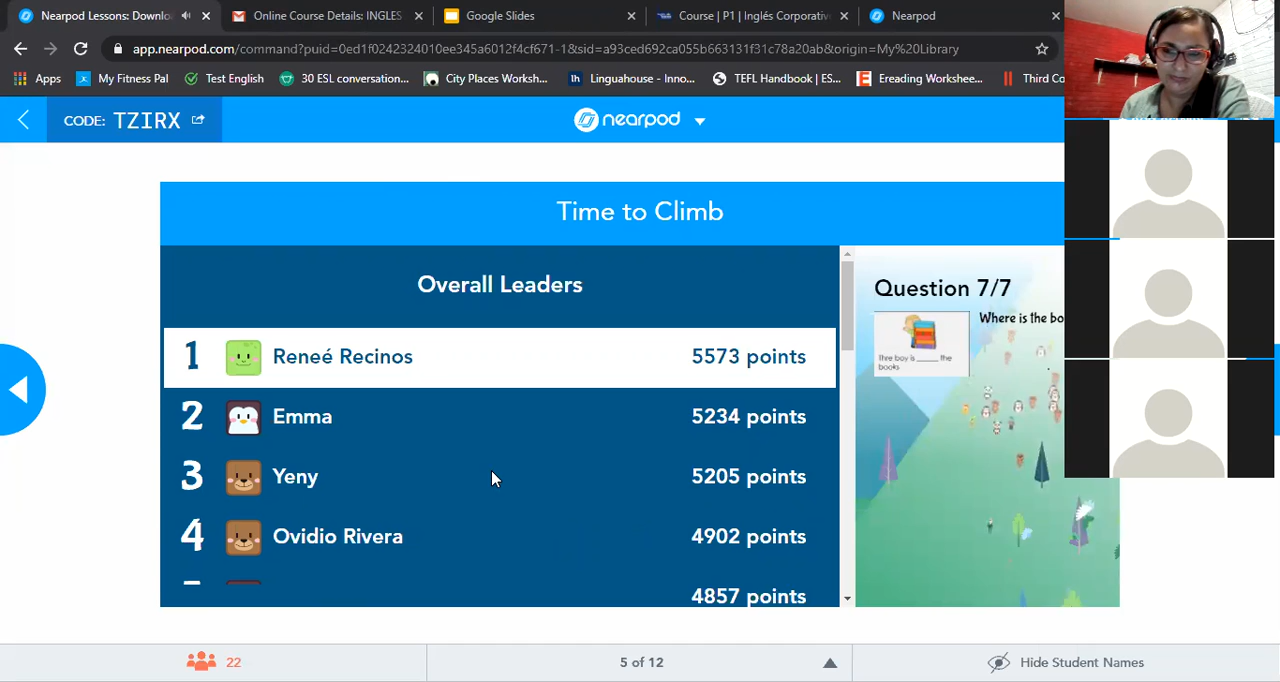 Nearpod Lessons: Downlo
Online Course Details: INGLES
Google Slides
Course | P1 | Inglés Corporativ
Nearpod
app.nearpod.com/command?puid=0ed1f0242324010ee345a6012f4cf671-1&sid=a93ced692ca055b663131f31c78a20ab&origin=My%20Library
Apps
My Fitness Pal
Test English
30 ESL conversation...
City Places Worksh...
lh Linguahouse - Inno...
TEFL Handbook | ES...
Ereading Workshee...
Third Co
CODE: TZIRX
nearpod
Time to Climb
Overall Leaders
1 Reneé Recinos 5573 points
2 Emma 5234 points
3 Yeny 5205 points
4 Ovidio Rivera 4902 points
4857 points
Question 7/7
Where is the bo
Thre boy is ____ the
books
22
5 of 12
Hide Student Names